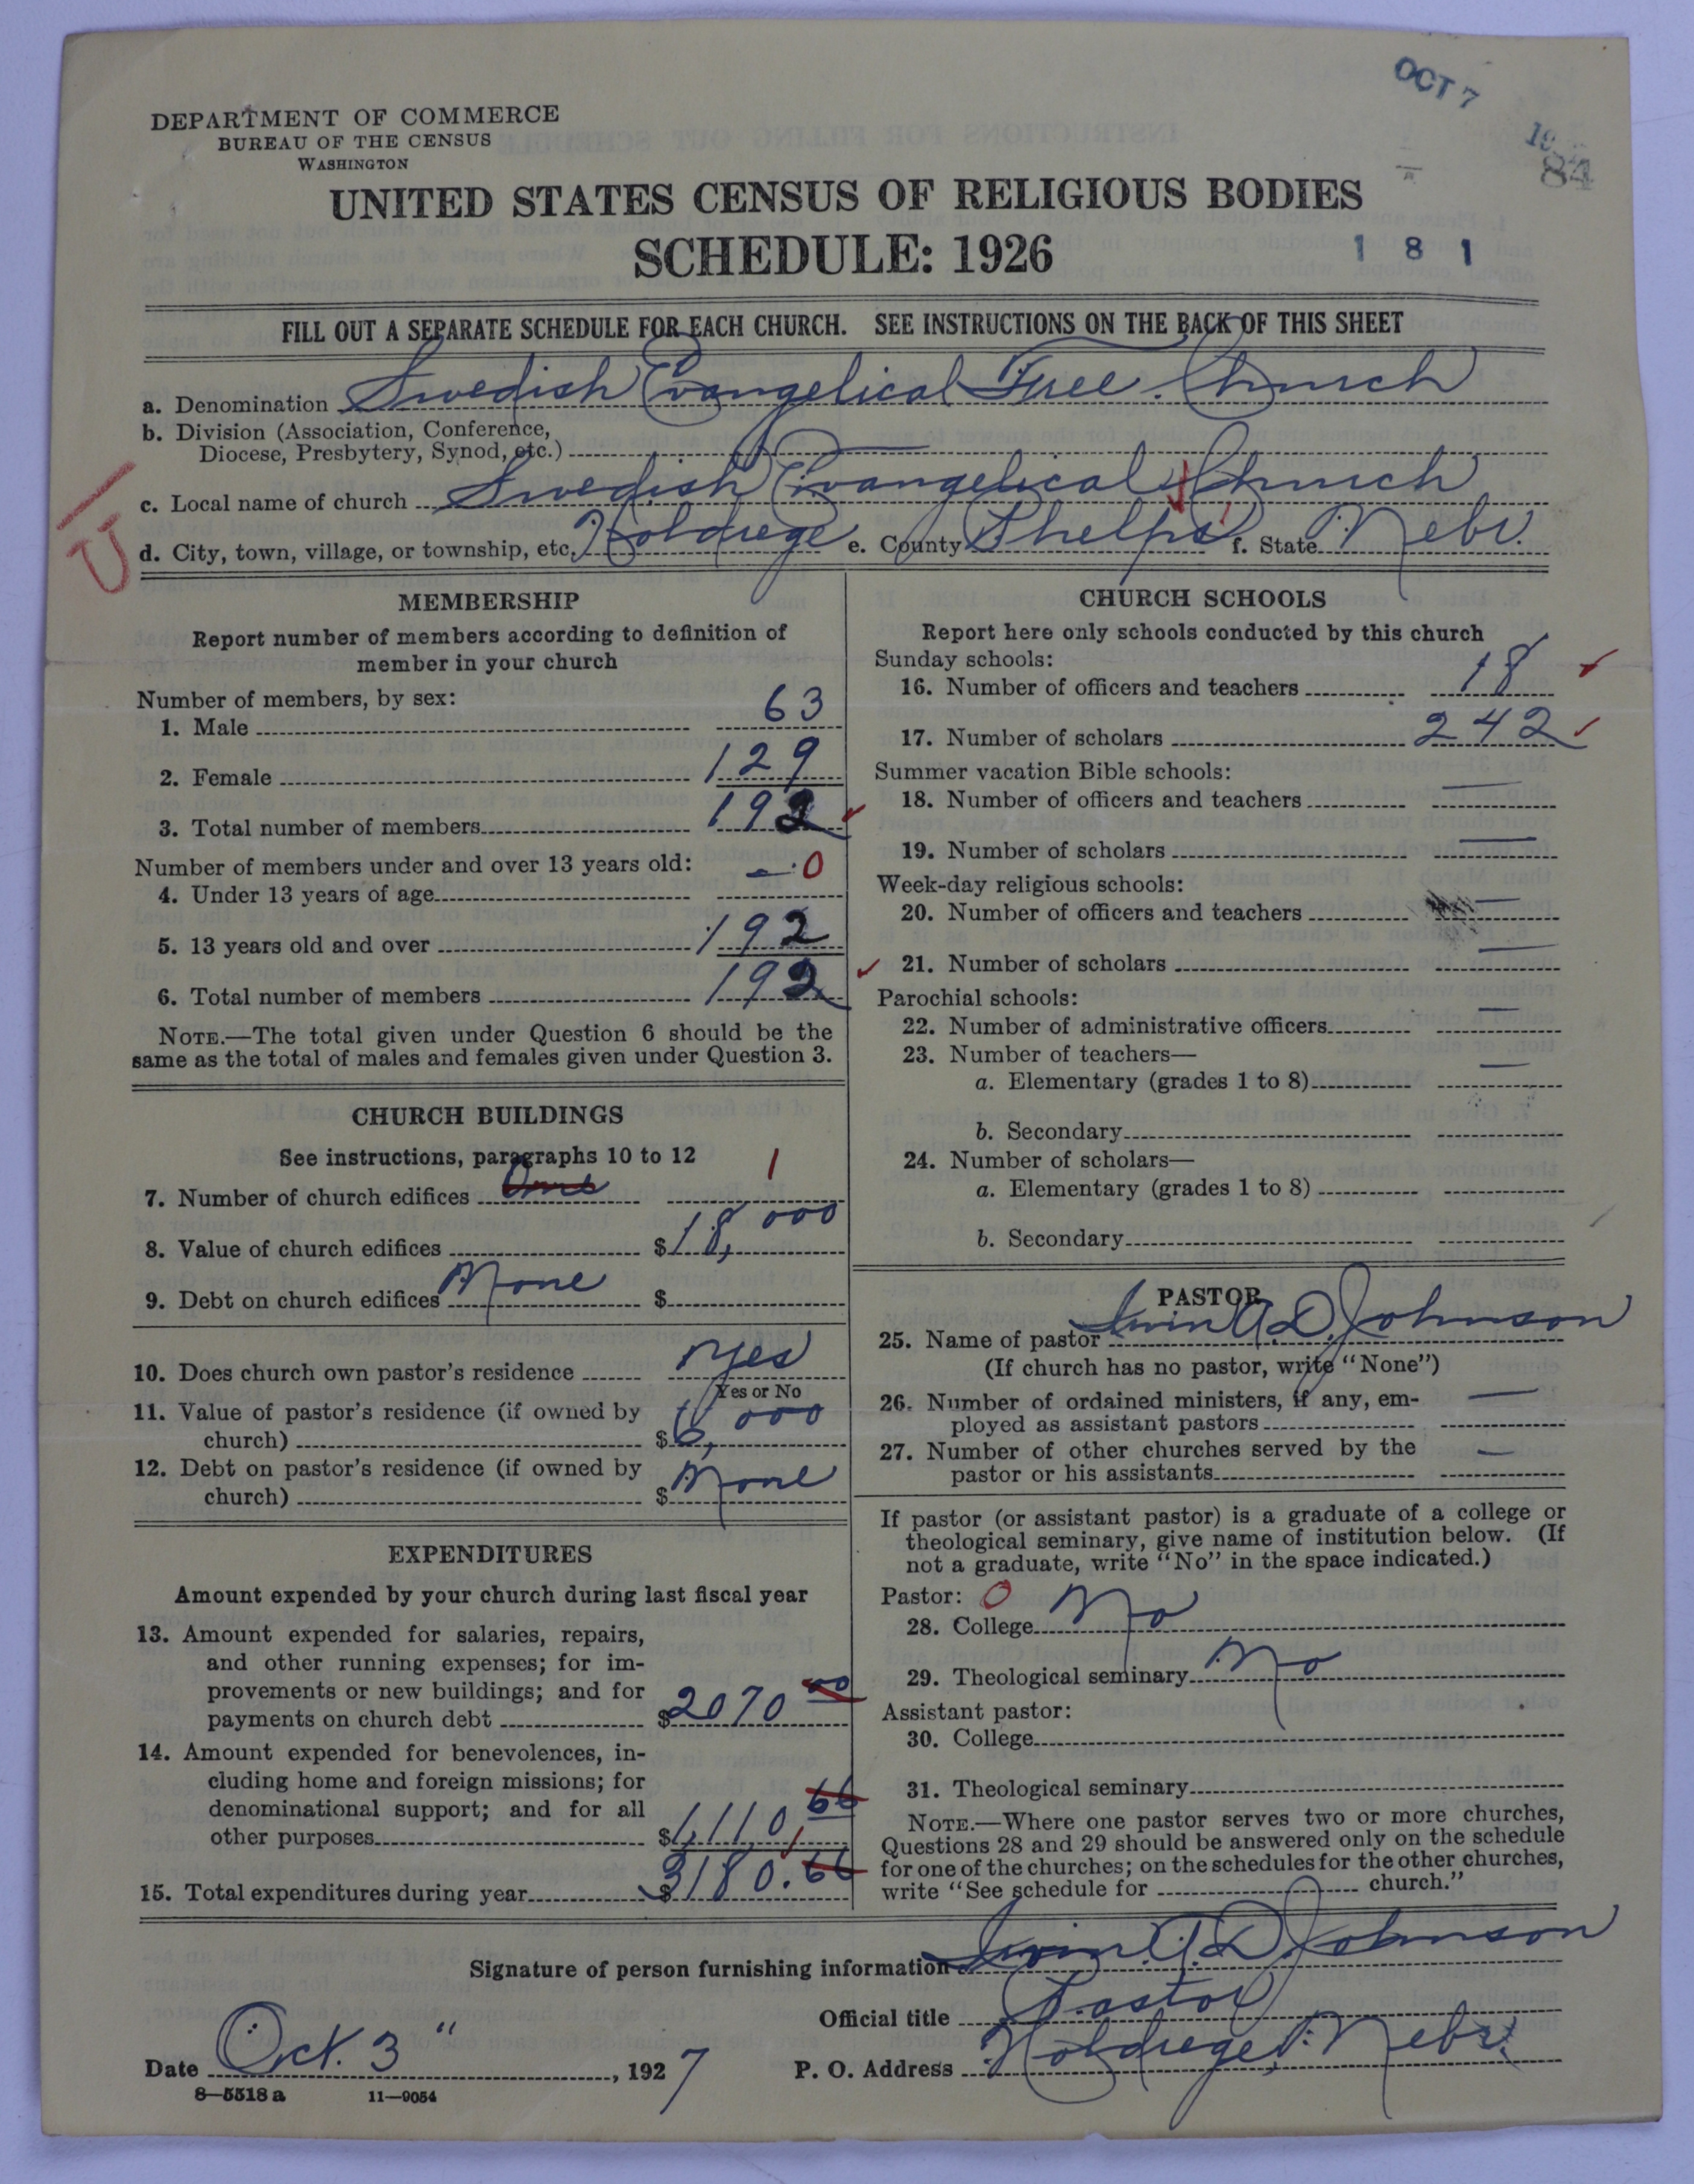 OCT 7
DEPARTMENT OF COMMERCE
BUREAU OF THE CENSUS
WASHINGTON
84
UNITED STATES CENSUS OF RELIGIOUS BODIES
SCHEDULE: 1926
1 8 1
FILL OUT A SEPARATE SCHEDULE FOR EACH CHURCH. SEE INSTRUCTIONS ON THE BACK OF THIS SHEET
a. Denomination Swedish Evangelical Free Church
b. Division (Association, Conference,
Diocese, Presbytery, Synod, etc.)
c. Local name of church Swedish Evangelical Church
d. City, town, village, or township, etc. Holdrege e. County Phelps f. State Nebr.
MEMBERSHIP
Report number of members according to definition of
member in your church
Number of members, by sex:
1. Male 63
2. Female 129
3. Total number of members 192
Number of members under and over 13 years old:
4. Under 13 years of age - 0
5. 13 years old and over 192
6. Total number of members 192
NOTE.—The total given under Question 6 should be the
same as the total of males and females given under Question 3.
CHURCH BUILDINGS
See instructions, paragraphs 10 to 12
7. Number of church edifices One 1
8. Value of church edifices $18,000
9. Debt on church edifices None $
10. Does church own pastor's residence Yes
Yes or No
11. Value of pastor's residence (if owned by
church) $6,000
12. Debt on pastor's residence (if owned by
church) $None
EXPENDITURES
Amount expended by your church during last fiscal year
13. Amount expended for salaries, repairs,
and other running expenses; for im-
provements or new buildings; and for
payments on church debt $2070 00
14. Amount expended for benevolences, in-
cluding home and foreign missions; for
denominational support; and for all
other purposes $1,110 66
15. Total expenditures during year $3180.66
CHURCH SCHOOLS
Report here only schools conducted by this church
Sunday schools:
16. Number of officers and teachers 18
17. Number of scholars 242
Summer vacation Bible schools:
18. Number of officers and teachers —
19. Number of scholars —
Week-day religious schools:
20. Number of officers and teachers —
21. Number of scholars —
Parochial schools:
22. Number of administrative officers —
23. Number of teachers—
a. Elementary (grades 1 to 8) —
b. Secondary
24. Number of scholars—
a. Elementary (grades 1 to 8)
b. Secondary
PASTOR
25. Name of pastor Irwin A. D. Johnson
(If church has no pastor, write "None")
26. Number of ordained ministers, if any, em-
ployed as assistant pastors —
27. Number of other churches served by the
pastor or his assistants —
If pastor (or assistant pastor) is a graduate of a college or
theological seminary, give name of institution below. (If
not a graduate, write "No" in the space indicated.)
Pastor: 0
28. College No
29. Theological seminary No
Assistant pastor:
30. College
31. Theological seminary
NOTE.—Where one pastor serves two or more churches,
Questions 28 and 29 should be answered only on the schedule
for one of the churches; on the schedules for the other churches,
write "See schedule for church."
Signature of person furnishing information Irwin A. D. Johnson
Official title Pastor
Date Oct. 3", 1927 P. O. Address Holdrege, Nebr.
8—5518 a 11—9054